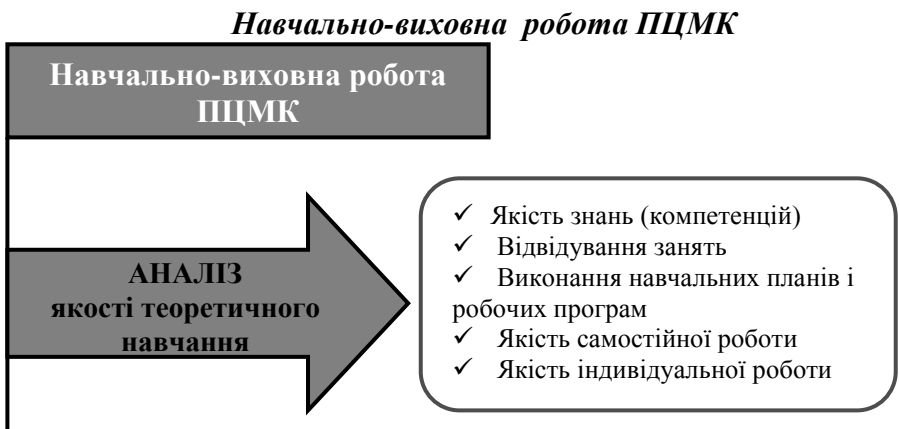 Навчально-виховна робота ПЦМК
Навчально-виховна робота
ПЦМК
АНАЛІЗ
якості теоретичного
навчання
✓ Якість знань (компетенцій)
✓ Відвідування занять
✓ Виконання навчальних планів і
робочих програм
✓ Якість самостійної роботи
✓ Якість індивідуальної роботи